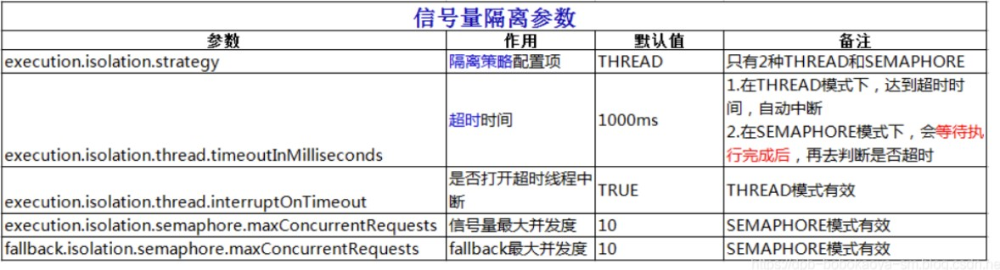 信号量隔离参数
参数 作用 默认值 备注
execution.isolation.strategy 隔离策略配置项 THREAD 只有2种THREAD和SEMAPHORE
execution.isolation.thread.timeoutInMilliseconds 超时时间 1000ms 1.在THREAD模式下，达到超时时
间，自动中断
2.在SEMAPHORE模式下，会等待执
行完成后，再去判断是否超时
execution.isolation.thread.interruptOnTimeout 是否打开超时线程中
断 TRUE THREAD模式有效
execution.isolation.semaphore.maxConcurrentRequests 信号量最大并发度 10 SEMAPHORE模式有效
fallback.isolation.semaphore.maxConcurrentRequests fallback最大并发度 10 SEMAPHORE模式有效